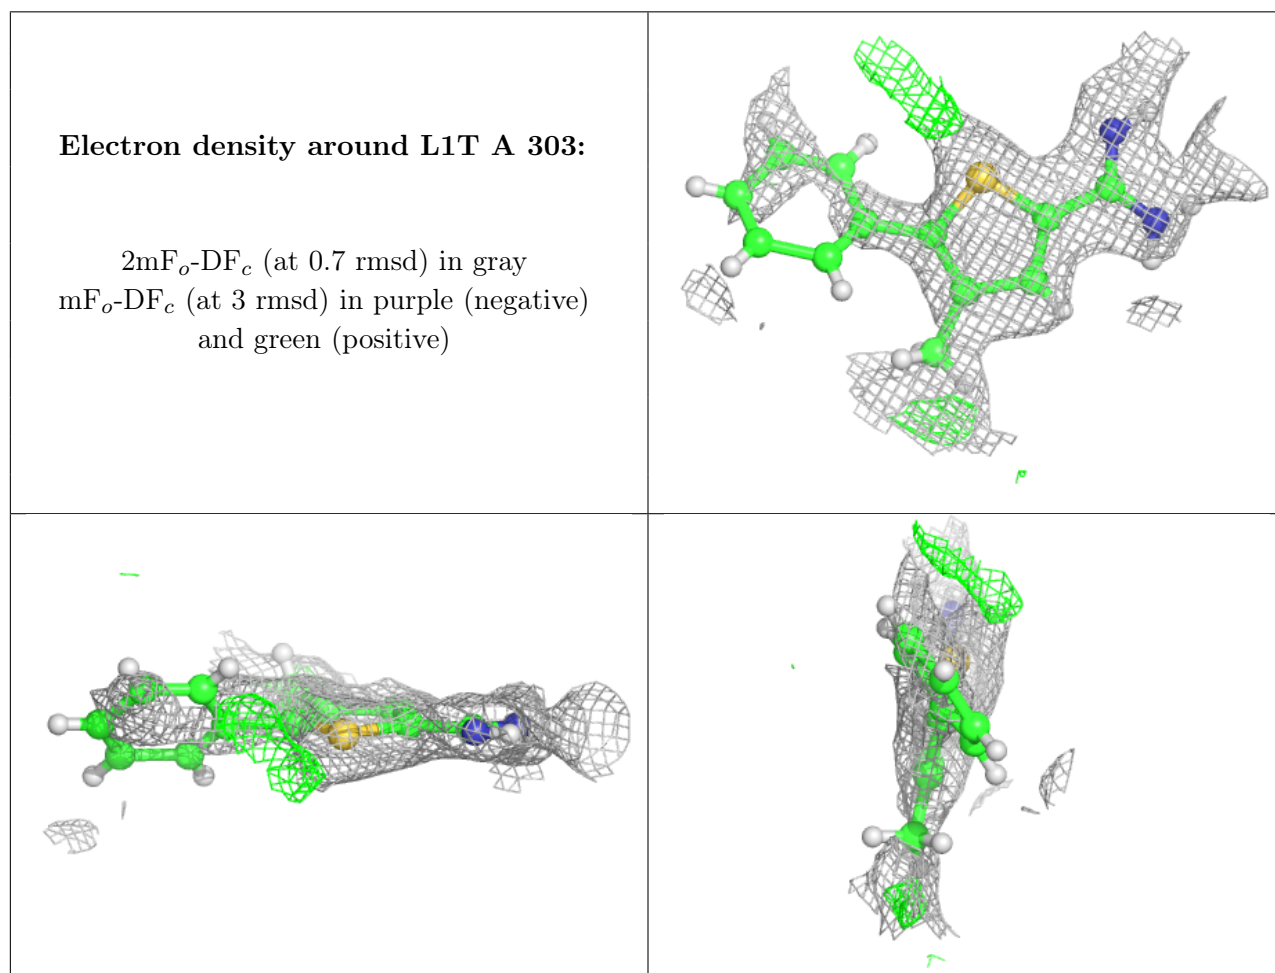 Electron density around L1T A 303:
2mFo-DFc (at 0.7 rmsd) in gray
mFo-DFc (at 3 rmsd) in purple (negative)
and green (positive)